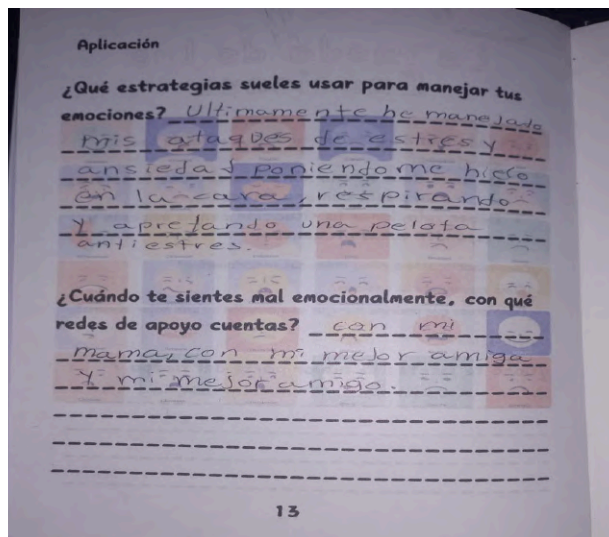 Aplicación
¿Qué estrategias sueles usar para manejar tus
emociones? Ultimamente he manejado
mis ataques de estres y
ansiedad poniendome hielo
en la cara, respirando
y apretando una pelota
antiestres.
¿Cuándo te sientes mal emocionalmente, con qué
redes de apoyo cuentas? con mi
mama, con mi mejor amiga
y mi mejor amigo.
13